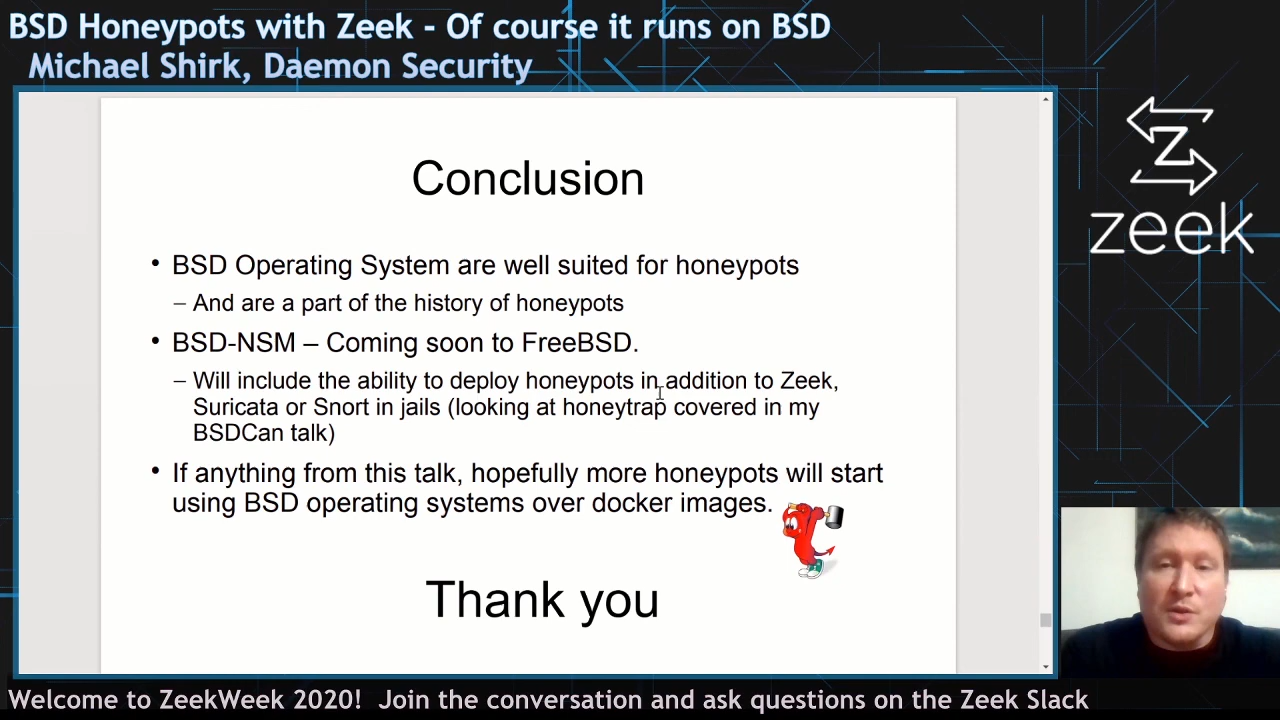 BSD Honeypots with Zeek - Of course it runs on BSD
Michael Shirk, Daemon Security
Z
zeek
Conclusion
• BSD Operating System are well suited for honeypots
– And are a part of the history of honeypots
• BSD-NSM – Coming soon to FreeBSD.
– Will include the ability to deploy honeypots in addition to Zeek,
Suricata or Snort in jails (looking at honeytrap covered in my
BSDCan talk)
• If anything from this talk, hopefully more honeypots will start
using BSD operating systems over docker images.
Thank you
Welcome to ZeekWeek 2020! Join the conversation and ask questions on the Zeek Slack